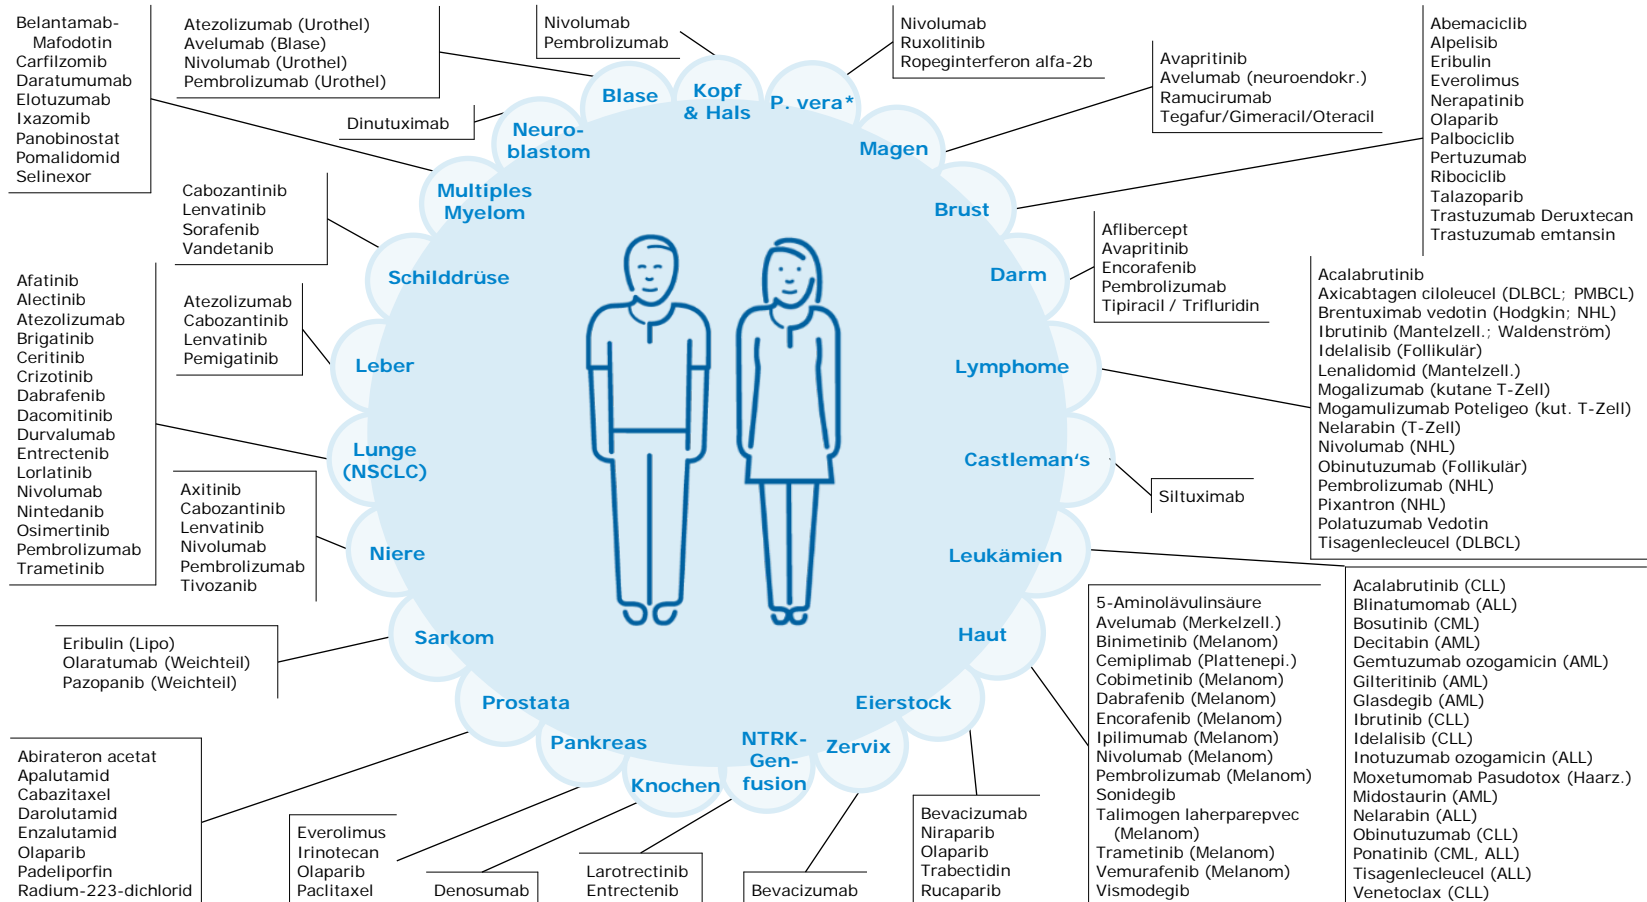 Belantamab-
Mafodotin
Carfilzomib
Daratumumab
Elotuzumab
Ixazomib
Panobinostat
Pomalidomid
Selinexor
Atezolizumab (Urothel)
Avelumab (Blase)
Nivolumab (Urothel)
Pembrolizumab (Urothel)
Nivolumab
Pembrolizumab
Nivolumab
Ruxolitinib
Ropeginterferon alfa-2b
Avapritinib
Avelumab (neuroendokr.)
Ramucirumab
Tegafur/Gimeracil/Oteracil
Abemaciclib
Alpelisib
Eribulin
Everolimus
Nerapatinib
Olaparib
Palbociclib
Pertuzumab
Ribociclib
Talazoparib
Trastuzumab Deruxtecan
Trastuzumab emtansin
Dinutuximab
Blase
Kopf
& Hals
P. vera*
Neuro-
blastom
Magen
Multiples
Myelom
Brust
Cabozantinib
Lenvatinib
Sorafenib
Vandetanib
Schilddrüse
Darm
Aflibercept
Avapritinib
Encorafenib
Pembrolizumab
Tipiracil / Trifluridin
Afatinib
Alectinib
Atezolizumab
Brigatinib
Ceritinib
Crizotinib
Dabrafenib
Dacomitinib
Durvalumab
Entrectenib
Lorlatinib
Nivolumab
Nintedanib
Osimertinib
Pembrolizumab
Trametinib
Atezolizumab
Cabozantinib
Lenvatinib
Pemigatinib
Leber
Lymphome
Acalabrutinib
Axicabtagen ciloleucel (DLBCL; PMBCL)
Brentuximab vedotin (Hodgkin; NHL)
Ibrutinib (Mantelzell.; Waldenström)
Idelalisib (Follikulär)
Lenalidomid (Mantelzell.)
Mogalizumab (kutane T-Zell)
Mogamulizumab Poteligeo (kut. T-Zell)
Nelarabin (T-Zell)
Nivolumab (NHL)
Obinutuzumab (Follikulär)
Pembrolizumab (NHL)
Pixantron (NHL)
Polatuzumab Vedotin
Tisagenlecleucel (DLBCL)
Lunge
(NSCLC)
Castleman's
Siltuximab
Axitinib
Cabozantinib
Lenvatinib
Nivolumab
Pembrolizumab
Tivozanib
Niere
Leukämien
Eribulin (Lipo)
Olaratumab (Weichteil)
Pazopanib (Weichteil)
Sarkom
Haut
5-Aminolävulinsäure
Avelumab (Merkelzell.)
Binimetinib (Melanom)
Cemiplimab (Plattenepi.)
Cobimetinib (Melanom)
Dabrafenib (Melanom)
Encorafenib (Melanom)
Ipilimumab (Melanom)
Nivolumab (Melanom)
Pembrolizumab (Melanom)
Sonidegib
Talimogen laherparepvec
(Melanom)
Trametinib (Melanom)
Vemurafenib (Melanom)
Vismodegib
Acalabrutinib (CLL)
Blinatumomab (ALL)
Bosutinib (CML)
Decitabin (AML)
Gemtuzumab ozogamicin (AML)
Gilteritinib (AML)
Glasdegib (AML)
Ibrutinib (CLL)
Idelalisib (CLL)
Inotuzumab ozogamicin (ALL)
Moxetumomab Pasudotox (Haarz.)
Midostaurin (AML)
Nelarabin (ALL)
Obinutuzumab (CLL)
Ponatinib (CML, ALL)
Tisagenlecleucel (ALL)
Venetoclax (CLL)
Prostata
Pankreas
Knochen
NTRK-
Gen-
fusion
Zervix
Eierstock
Abirateron acetat
Apalutamid
Cabazitaxel
Darolutamid
Enzalutamid
Olaparib
Padeliporfin
Radium-223-dichlorid
Everolimus
Irinotecan
Olaparib
Paclitaxel
Denosumab
Larotrectinib
Entrectenib
Bevacizumab
Bevacizumab
Niraparib
Olaparib
Trabectidin
Rucaparib